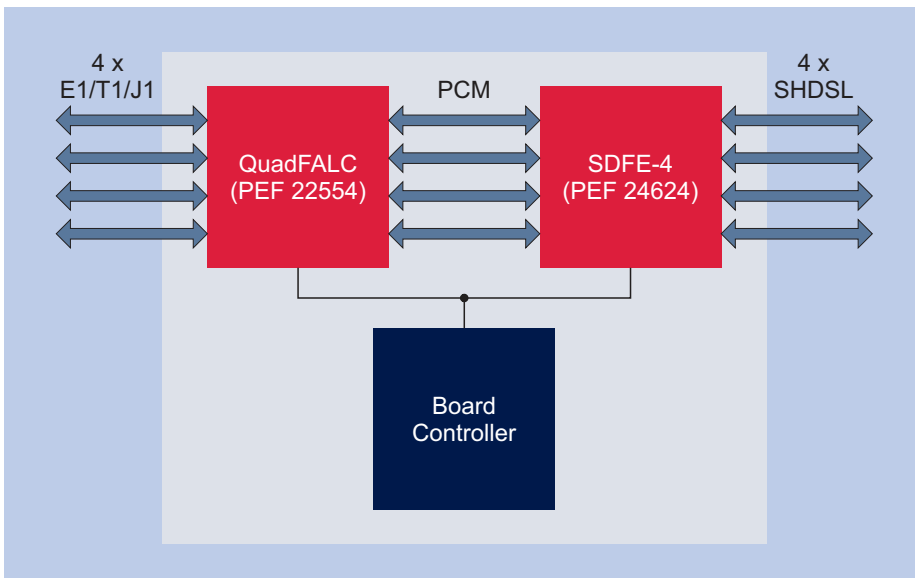 4 x
E1/T1/J1
PCM
4 x
SHDSL
QuadFALC
(PEF 22554)
SDFE-4
(PEF 24624)
Board
Controller